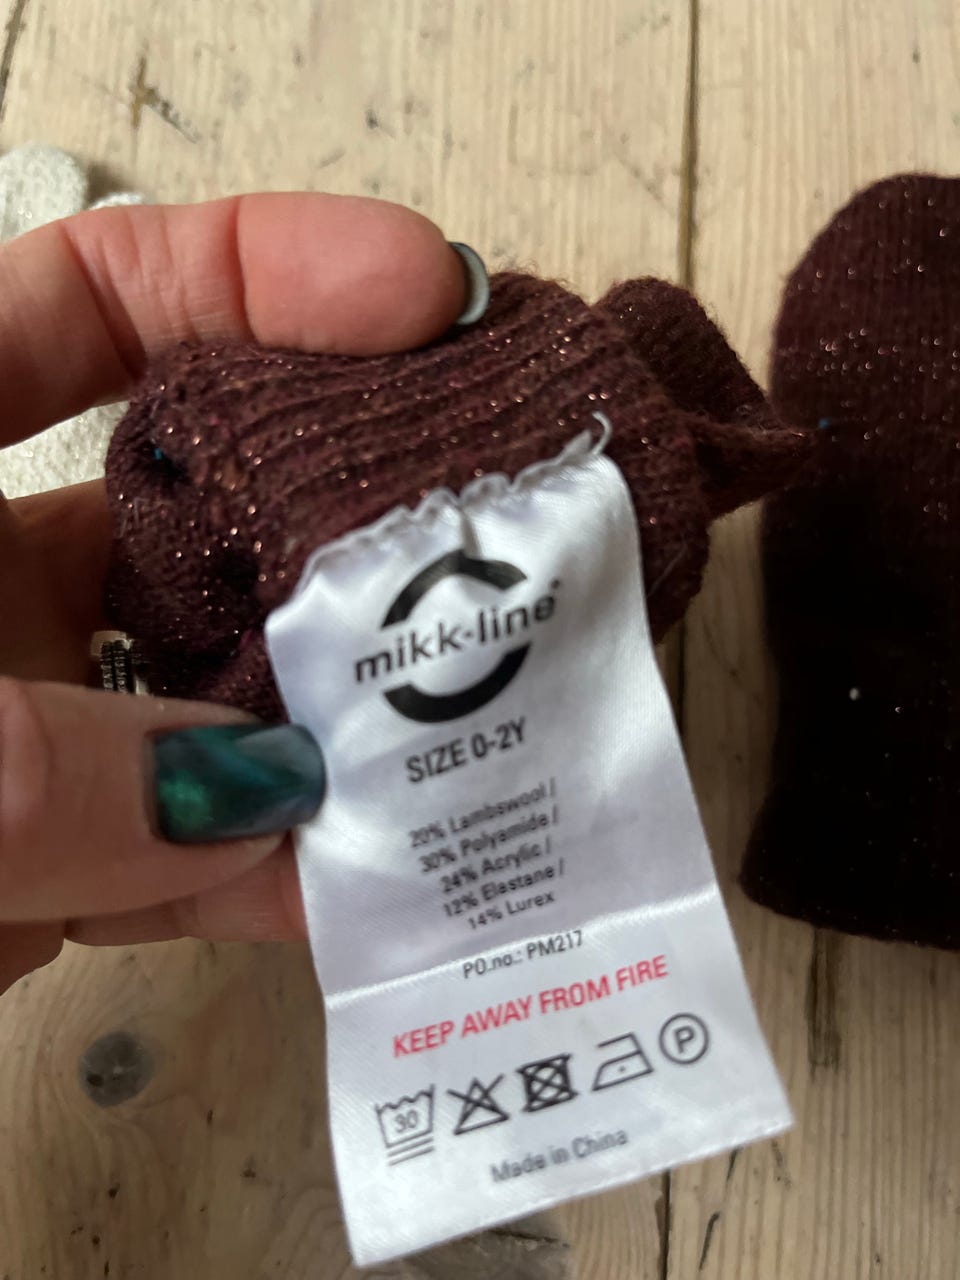 mikk-line
SIZE 0-2Y
20% Lambswool /
30% Polyamide /
24% Acrylic /
12% Elastane /
14% Lurex
PO.no.: PM217
KEEP AWAY FROM FIRE
30
P
Made in China